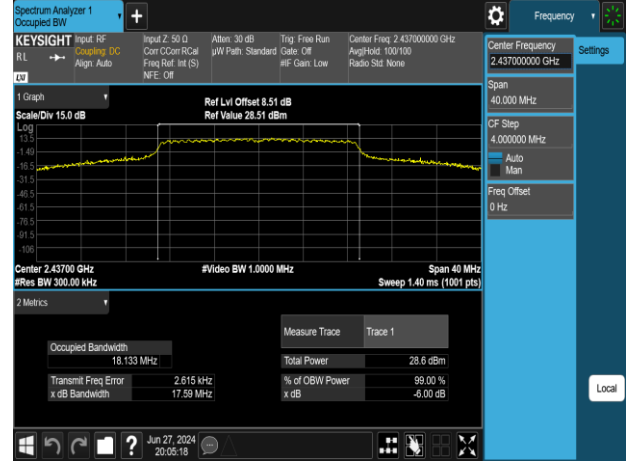 Spectrum Analyzer 1
Occupied BW
Frequency
KEYSIGHT
RL
LXI
Input: RF
Coupling: DC
Align: Auto
Input Z: 50 Ω
Corr CCorr RCal
Freq Ref: Int (S)
NFE: Off
Atten: 30 dB
µW Path: Standard
Trig: Free Run
Gate: Off
#IF Gain: Low
Center Freq: 2.437000000 GHz
Avg|Hold: 100/100
Radio Std: None
Center Frequency
2.437000000 GHz
Settings
Span
40.000 MHz
CF Step
4.000000 MHz
Auto
Man
Freq Offset
0 Hz
Local
1 Graph
Scale/Div 15.0 dB
Ref Lvl Offset 8.51 dB
Ref Value 28.51 dBm
Log
13.5
-1.49
-16.5
-31.5
-46.5
-61.5
-76.5
-91.5
-106
Center 2.43700 GHz
#Res BW 300.00 kHz
#Video BW 1.0000 MHz
Span 40 MHz
Sweep 1.40 ms (1001 pts)
2 Metrics
Measure Trace Trace 1
Occupied Bandwidth
18.133 MHz
Total Power 28.6 dBm
Transmit Freq Error 2.615 kHz
% of OBW Power 99.00 %
x dB Bandwidth 17.59 MHz
x dB -6.00 dB
?
Jun 27, 2024
20:05:18